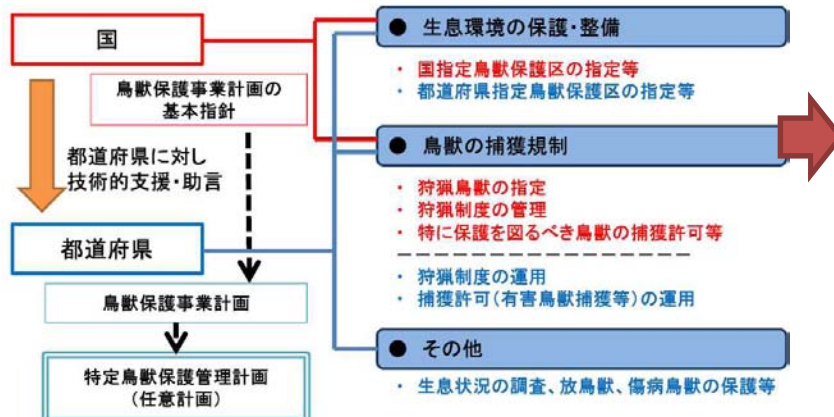 国
鳥獣保護事業計画の
基本指針
都道府県に対し
技術的支援・助言
都道府県
鳥獣保護事業計画
特定鳥獣保護管理計画
(任意計画)
● 生息環境の保護・整備
・ 国指定鳥獣保護区の指定等
・ 都道府県指定鳥獣保護区の指定等
● 鳥獣の捕獲規制
・ 狩猟鳥獣の指定
・ 狩猟制度の管理
・ 特に保護を図るべき鳥獣の捕獲許可等
・ 狩猟制度の運用
・ 捕獲許可(有害鳥獣捕獲等)の運用
● その他
・ 生息状況の調査、放鳥獣、傷病鳥獣の保護等